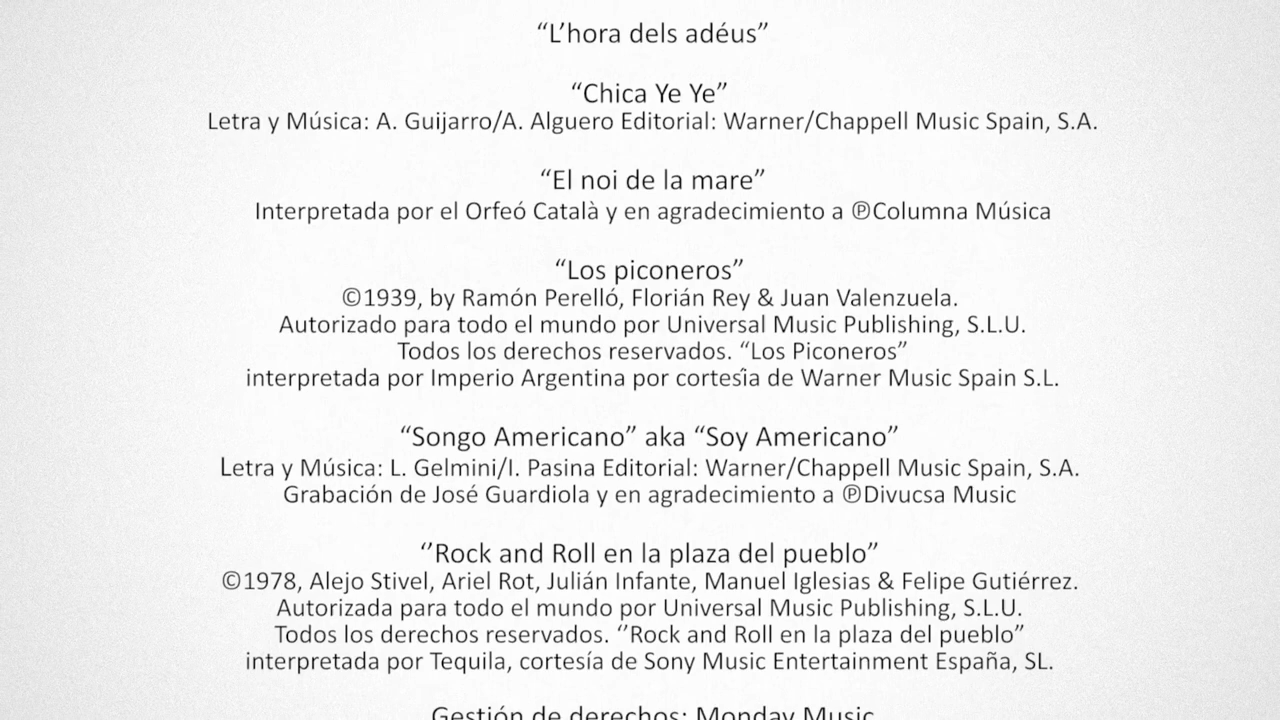 “L’hora dels adéus”
“Chica Ye Ye”
Letra y Música: A. Guijarro/A. Alguero Editorial: Warner/Chappell Music Spain, S.A.
“El noi de la mare”
Interpretada por el Orfeó Català y en agradecimiento a ℗Columna Música
“Los piconeros”
©1939, by Ramón Perelló, Florián Rey & Juan Valenzuela.
Autorizado para todo el mundo por Universal Music Publishing, S.L.U.
Todos los derechos reservados. “Los Piconeros”
interpretada por Imperio Argentina por cortesîa de Warner Music Spain S.L.
“Songo Americano” aka “Soy Americano”
Letra y Música: L. Gelmini/I. Pasina Editorial: Warner/Chappell Music Spain, S.A.
Grabación de José Guardiola y en agradecimiento a ℗Divucsa Music
‘’Rock and Roll en la plaza del pueblo”
©1978, Alejo Stivel, Ariel Rot, Julián Infante, Manuel Iglesias & Felipe Gutiérrez.
Autorizada para todo el mundo por Universal Music Publishing, S.L.U.
Todos los derechos reservados. ‘’Rock and Roll en la plaza del pueblo”
interpretada por Tequila, cortesía de Sony Music Entertainment España, SL.
Gestión de derechos: Monday Music